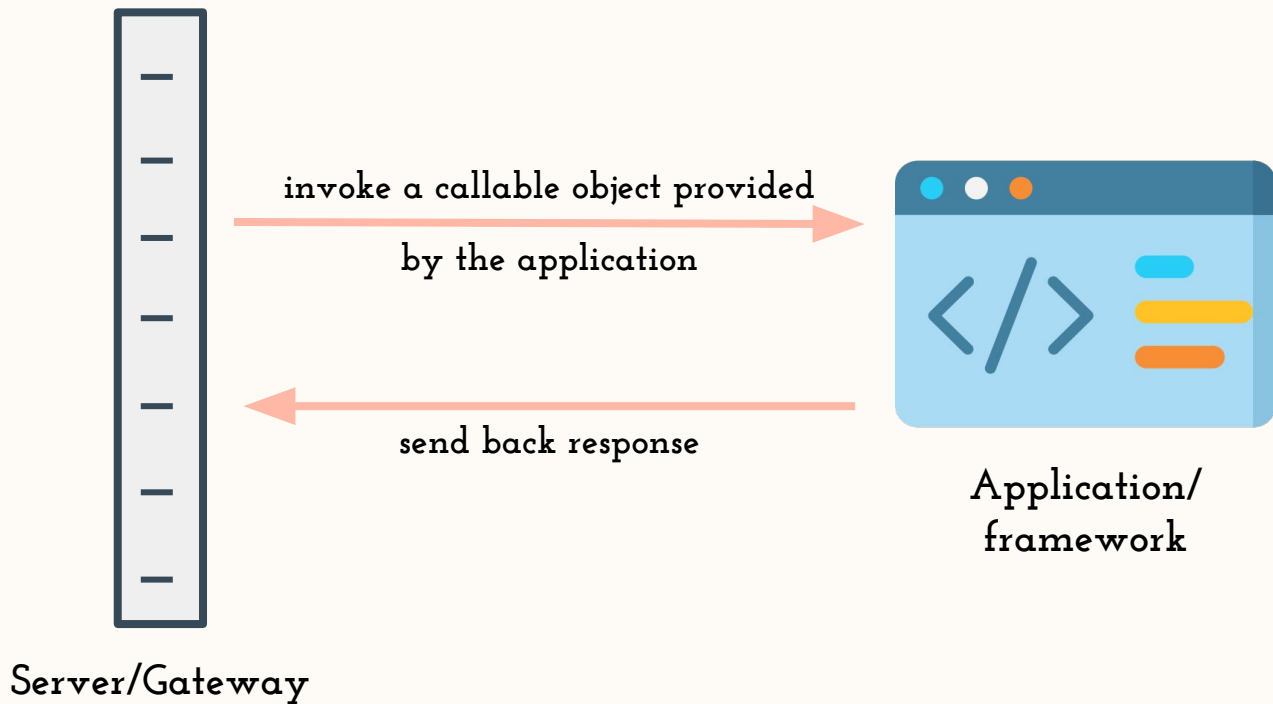 invoke a callable object provided
by the application
send back response
Application/
framework
Server/Gateway